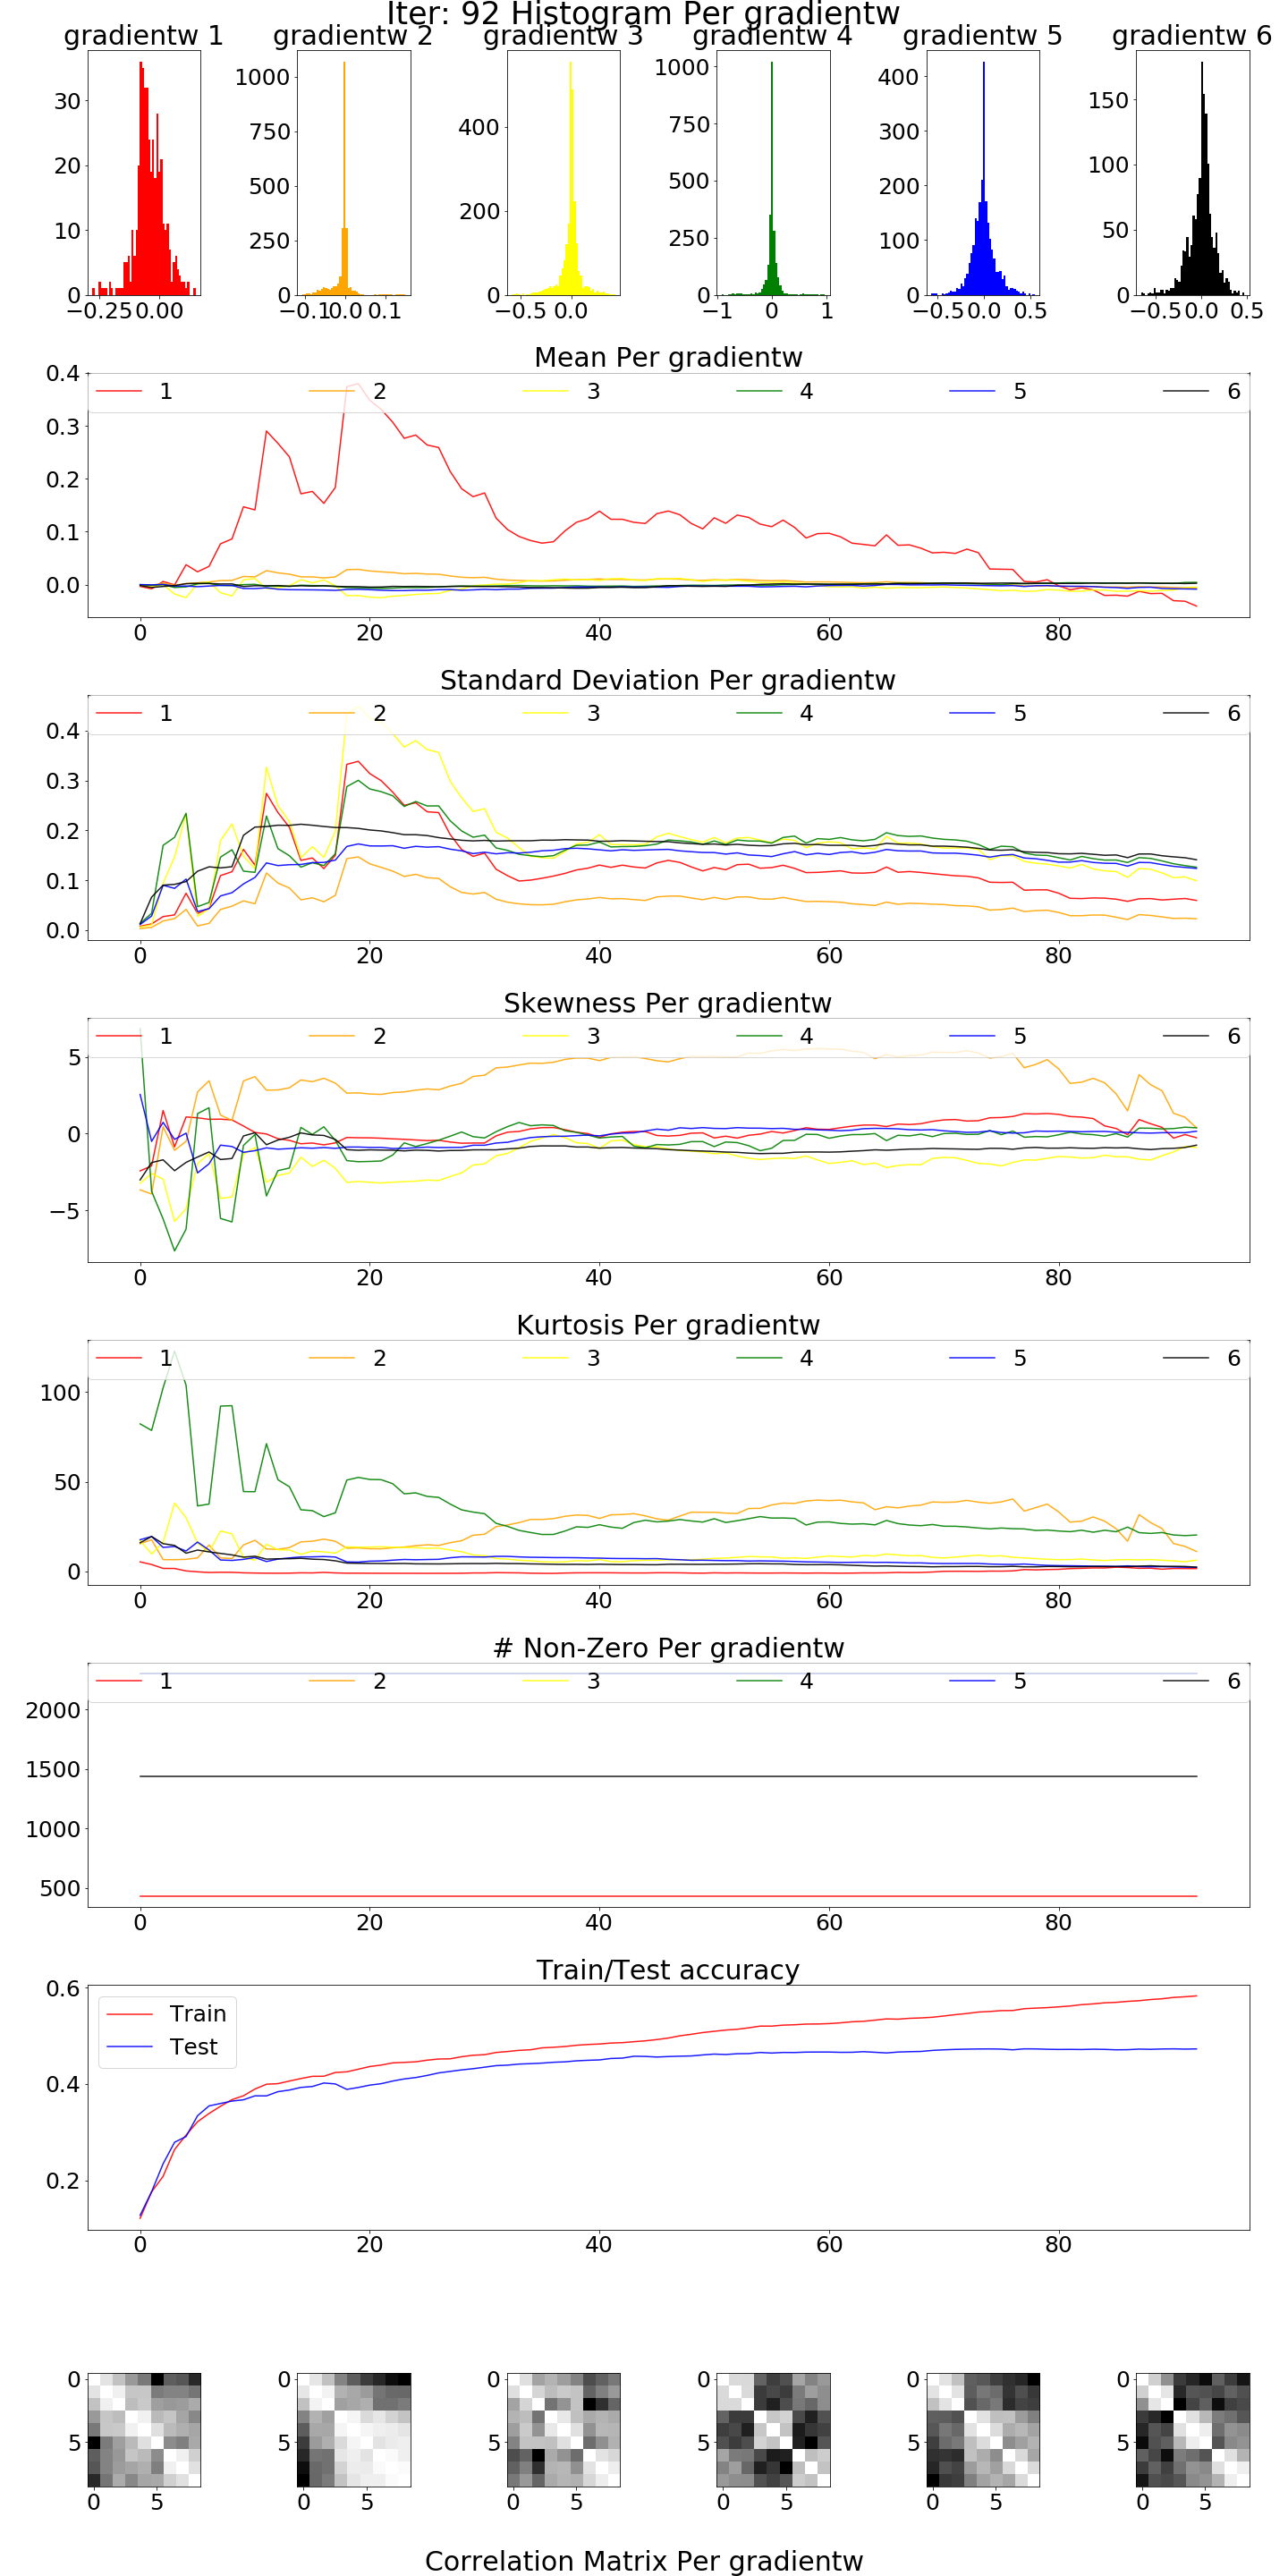 Iter: 92 Histogram Per gradientw
gradientw 1 gradientw 2 gradientw 3 gradientw 4 gradientw 5 gradientw 6
30 20 10 0
−0.25 0.00
1000 750 500 250 0
−0.1 0.0 0.1
400 200 0
−0.5 0.0
1000 750 500 250 0
−1 0 1
400 300 200 100 0
−0.5 0.0 0.5
150 100 50 0
−0.5 0.0 0.5
Mean Per gradientw
1 2 3 4 5 6
0.4
0.3
0.2
0.1
0.0
0 20 40 60 80
Standard Deviation Per gradientw
1 2 3 4 5 6
0.4
0.3
0.2
0.1
0.0
0 20 40 60 80
Skewness Per gradientw
1 2 3 4 5 6
5
0
−5
0 20 40 60 80
Kurtosis Per gradientw
1 2 3 4 5 6
100
50
0
0 20 40 60 80
# Non-Zero Per gradientw
1 2 3 4 5 6
2000
1500
1000
500
0 20 40 60 80
Train/Test accuracy
0.6
Train
Test
0.4
0.2
0 20 40 60 80
0 0 0 0 0 0
5 5 5 5 5 5
0 5 0 5 0 5 0 5 0 5 0 5
Correlation Matrix Per gradientw